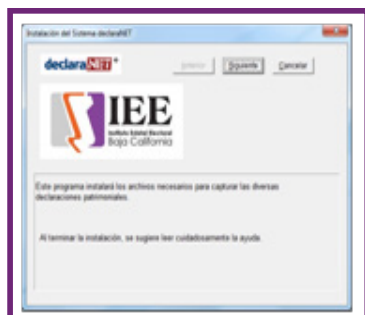 Instalación del Sistema declaraNET
declaraNET*
Anterior
Siguiente
Cancelar
IEE
Instituto Estatal Electoral
Baja California
Este programa instalará los archivos necesarios para capturar las diversas
declaraciones patrimoniales.
Al terminar la instalación, se sugiere leer cuidadosamente la ayuda